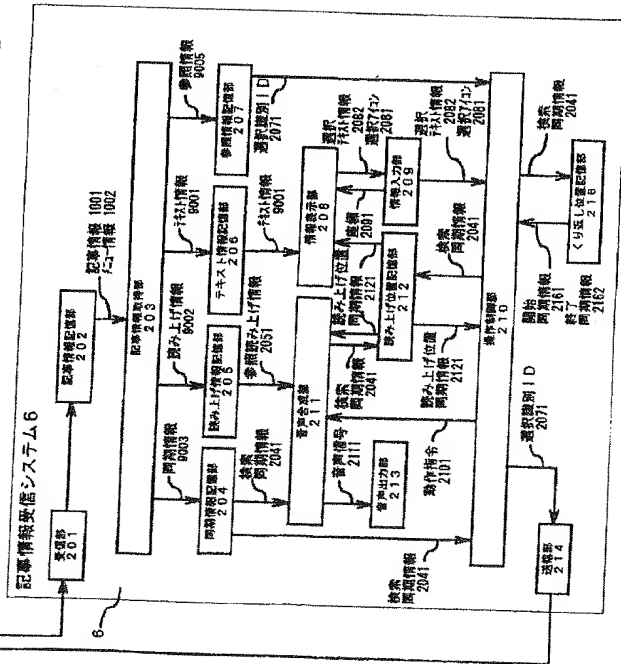 記事情報受信システム6
6
受信部
201
記事情報記憶部
202
記事情報 1001
メニュー情報 1002
記事情報取得部
203
同期情報
9003
読み上げ情報
9002
テキスト情報
9001
参照情報
9005
同期情報記憶部
204
読み上げ情報記憶部
205
テキスト情報記憶部
206
参照情報記憶部
207
検索
同期情報
2041
参照読み上げ情報
2051
テキスト情報
9001
選択識別ID
2071
音声合成部
211
情報表示部
208
検索
同期情報
2041
読み上げ位置
同期情報
2121
座標
2091
選択
テキスト情報
2082
選択アイコン
2081
音声信号
2111
音声出力部
213
読み上げ位置記憶部
212
情報入力部
209
選択
テキスト情報
2082
選択アイコン
2081
検索
同期情報
2041
動作指令
2101
読み上げ位置
同期情報
2121
検索
同期情報
2041
操作制御部
210
選択識別ID
2071
送信部
214
開始
同期情報
2161
終了
同期情報
2162
検索
同期情報
2041
くり返し位置記憶部
216